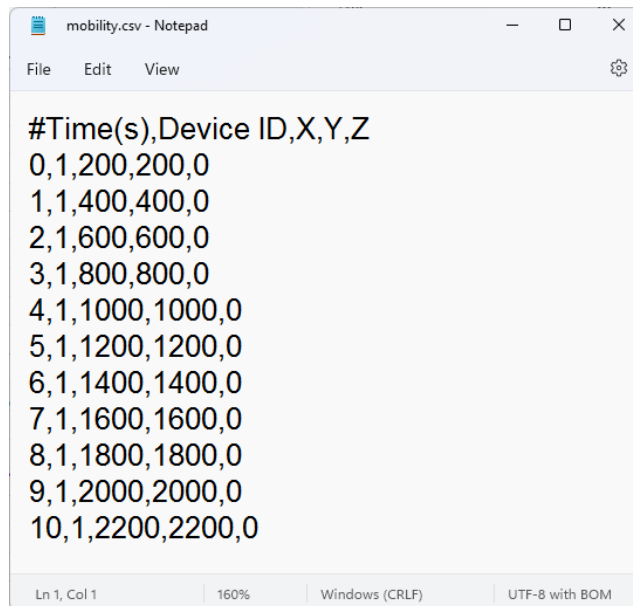 mobility.csv - Notepad
File Edit View
#Time(s),Device ID,X,Y,Z
0,1,200,200,0
1,1,400,400,0
2,1,600,600,0
3,1,800,800,0
4,1,1000,1000,0
5,1,1200,1200,0
6,1,1400,1400,0
7,1,1600,1600,0
8,1,1800,1800,0
9,1,2000,2000,0
10,1,2200,2200,0
Ln 1, Col 1 160% Windows (CRLF) UTF-8 with BOM